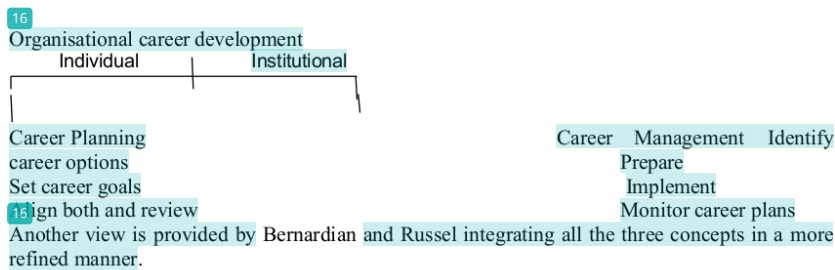 16
Organisational career development
Individual Institutional
Career Planning Career Management Identify
career options Prepare
Set career goals Implement
Align both and review Monitor career plans
16
Another view is provided by Bernardian and Russel integrating all the three concepts in a more
refined manner.